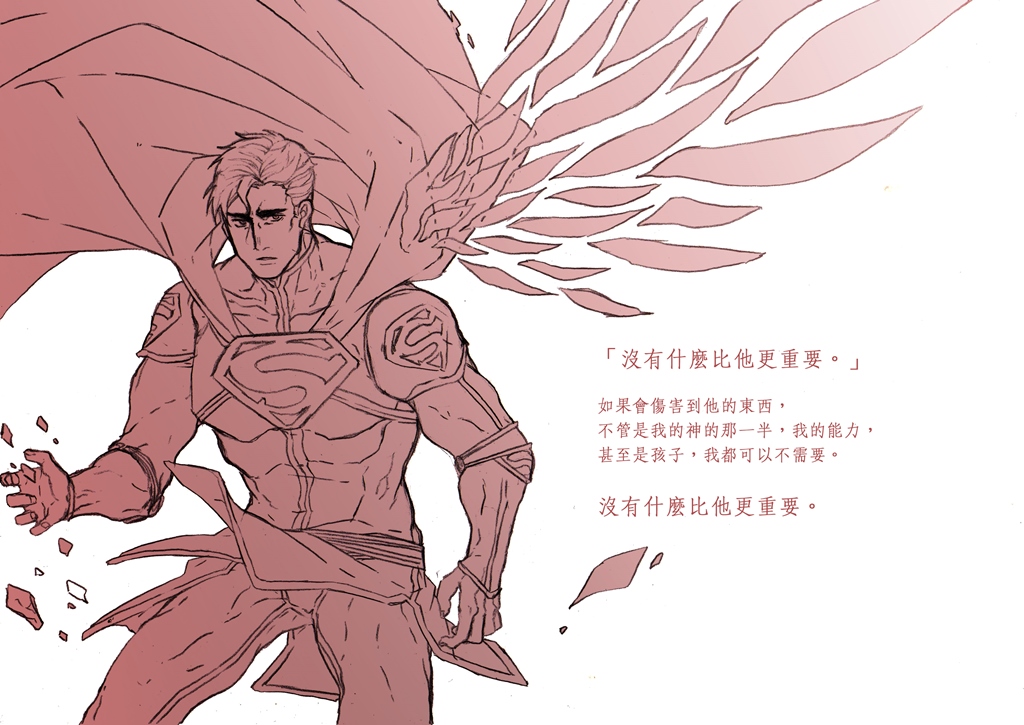 「沒有什麼比他更重要。」
如果會傷害到他的東西，
不管是我的神的那一半，我的能力，
甚至是孩子，我都可以不需要。
沒有什麼比他更重要。